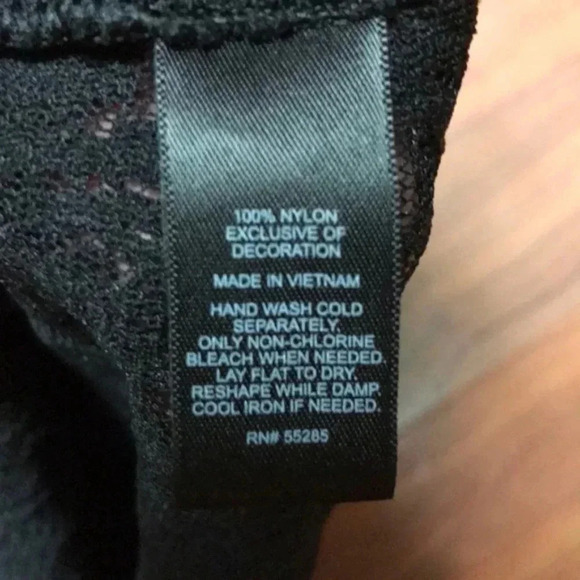 100% NYLON
EXCLUSIVE OF
DECORATION
MADE IN VIETNAM
HAND WASH COLD
SEPARATELY.
ONLY NON-CHLORINE
BLEACH WHEN NEEDED.
LAY FLAT TO DRY.
RESHAPE WHILE DAMP.
COOL IRON IF NEEDED.
RN# 55285